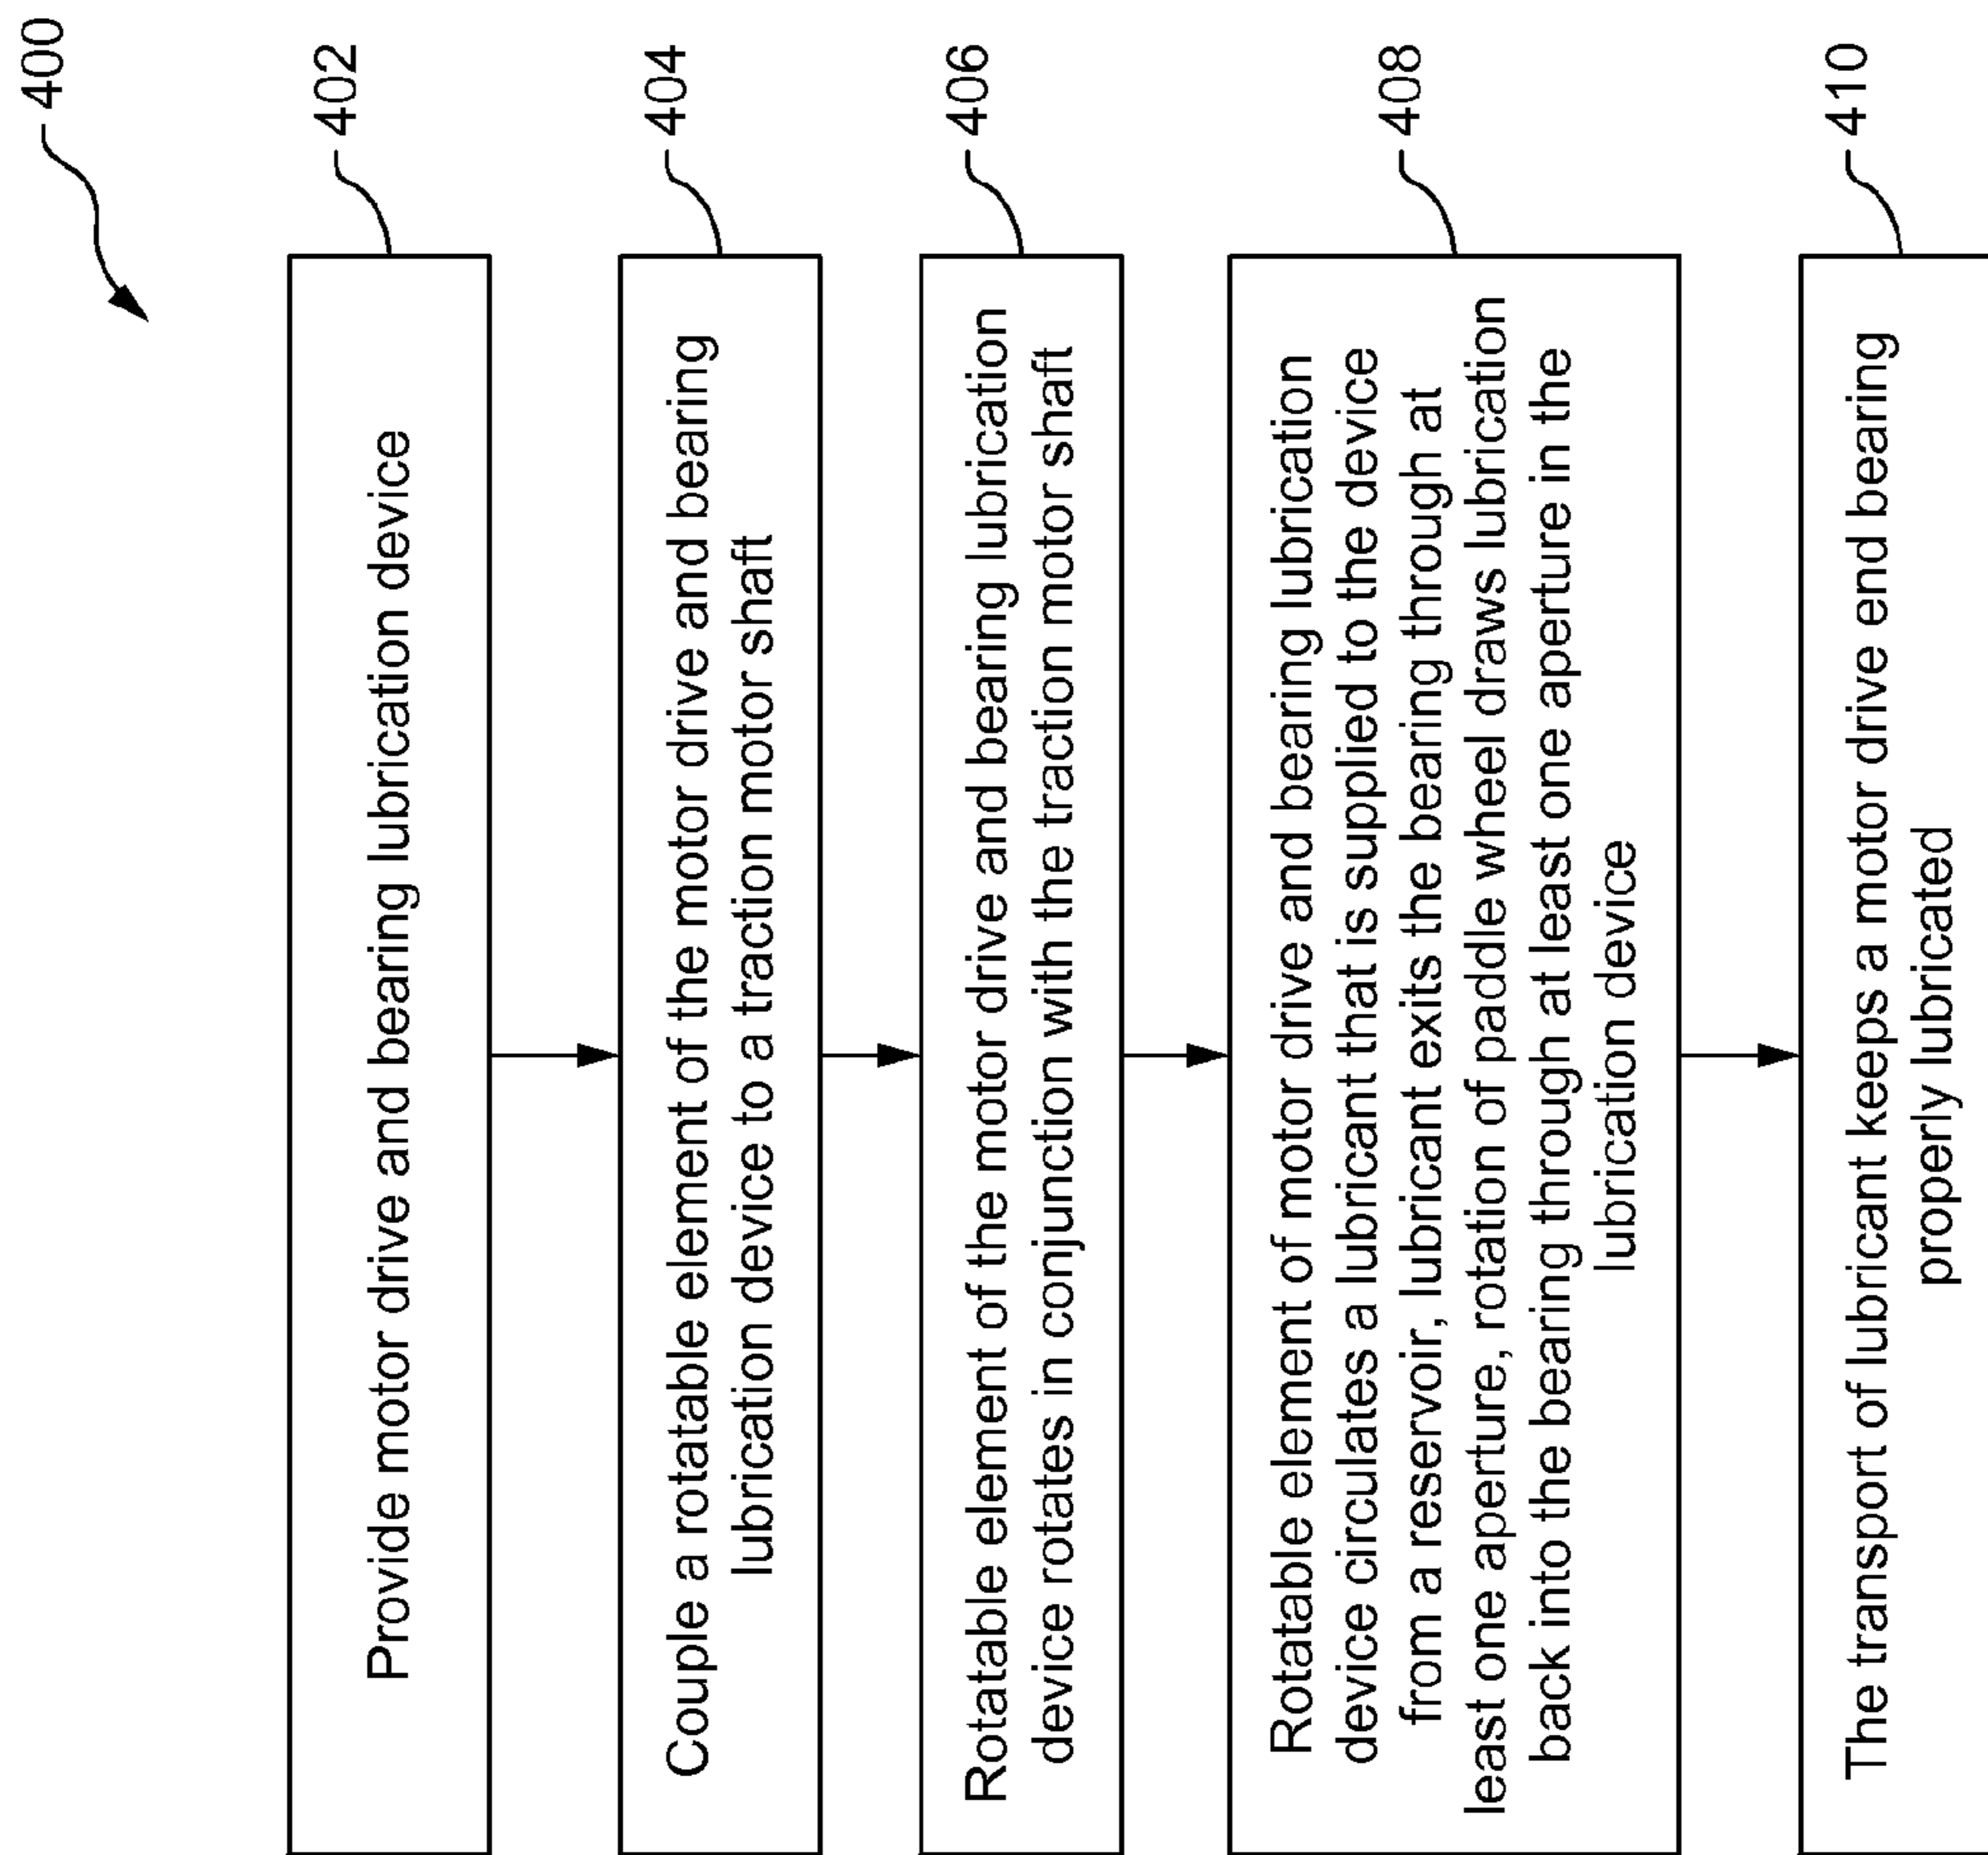 400
402
Provide motor drive and bearing lubrication device
404
Couple a rotatable element of the motor drive and bearing
lubrication device to a traction motor shaft
406
Rotatable element of the motor drive and bearing lubrication
device rotates in conjunction with the traction motor shaft
408
Rotatable element of motor drive and bearing lubrication
device circulates a lubricant that is supplied to the device
from a reservoir, lubricant exits the bearing through at
least one aperture, rotation of paddle wheel draws lubrication
back into the bearing through at least one aperture in the
lubrication device
410
The transport of lubricant keeps a motor drive end bearing
properly lubricated